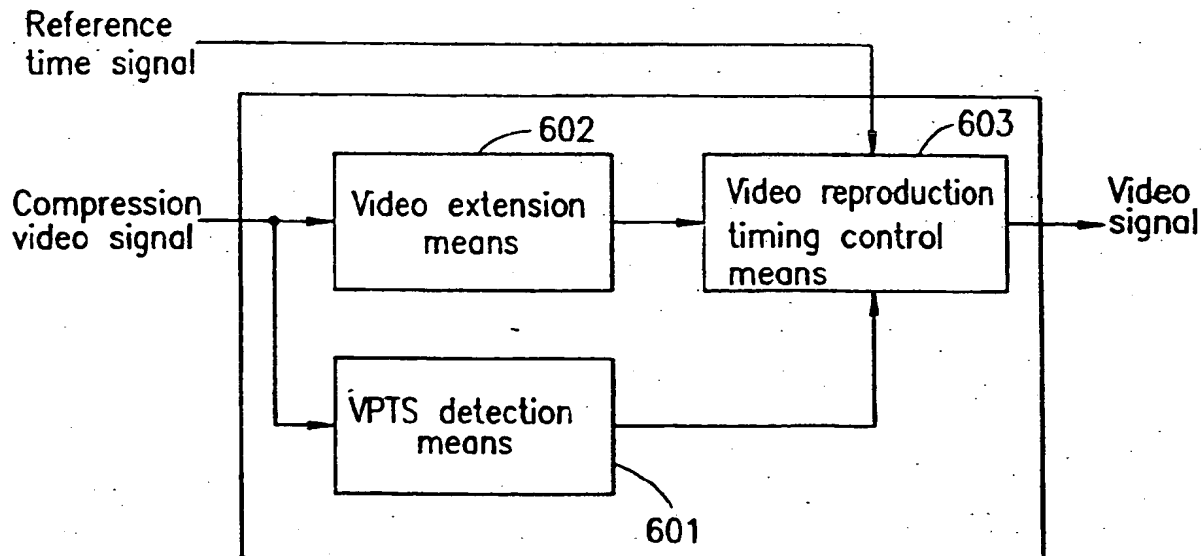 Reference
time signal
602
603
Compression
video signal
Video extension
means
Video reproduction
timing control
means
Video
signal
VPTS detection
means
601